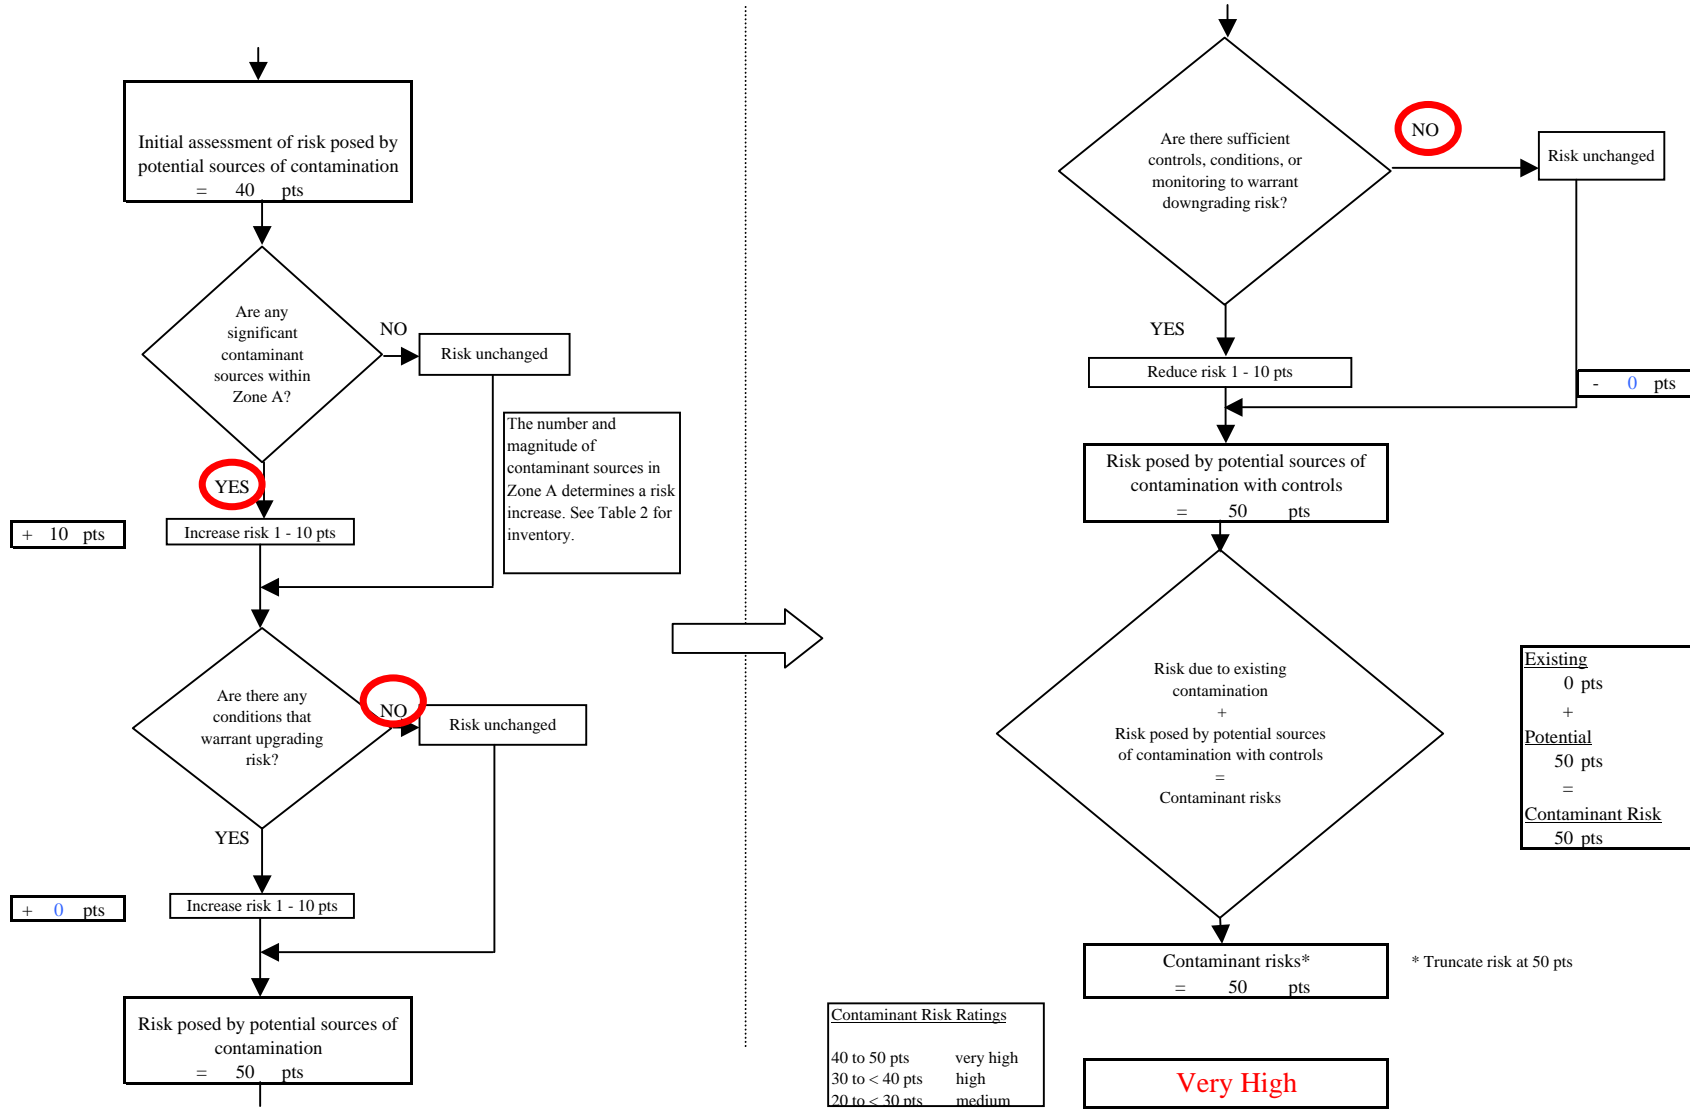 Initial assessment of risk posed by
potential sources of contamination
= 40 pts
Are any
significant
contaminant
sources within
Zone A?
NO
Risk unchanged
YES
The number and
magnitude of
contaminant sources in
Zone A determines a risk
increase. See Table 2 for
inventory.
+ 10 pts
Increase risk 1 - 10 pts
Are there any
conditions that
warrant upgrading
risk?
NO
Risk unchanged
YES
+ 0 pts
Increase risk 1 - 10 pts
Risk posed by potential sources of
contamination
= 50 pts
Are there sufficient
controls, conditions, or
monitoring to warrant
downgrading risk?
NO
Risk unchanged
YES
Reduce risk 1 - 10 pts
- 0 pts
Risk posed by potential sources of
contamination with controls
= 50 pts
Risk due to existing
contamination
+
Risk posed by potential sources
of contamination with controls
=
Contaminant risks
Existing
0 pts
+
Potential
50 pts
=
Contaminant Risk
50 pts
Contaminant risks*
= 50 pts
* Truncate risk at 50 pts
Contaminant Risk Ratings
40 to 50 pts very high
30 to < 40 pts high
20 to < 30 pts medium
Very High